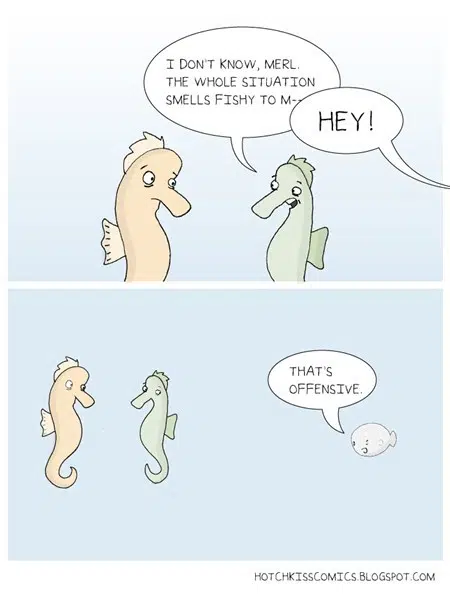 I DON'T KNOW, MERL.
THE WHOLE SITUATION
SMELLS FISHY TO M--
HEY!
THAT'S
OFFENSIVE.
HOTCHKISSCOMICS.BLOGSPOT.COM